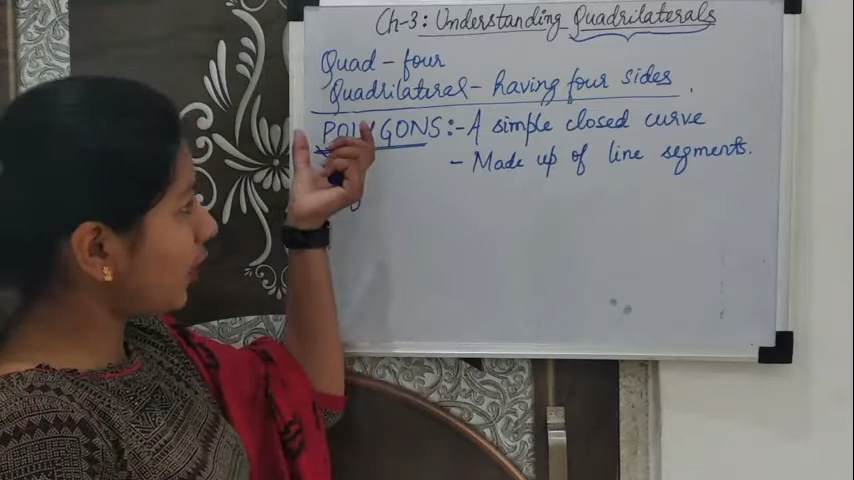 Ch-3:Understanding Quadrilaterals
Quad - four
Quadrilateral - having four sides.
POLYGONS:- A simple closed curve
- Made up of line segments.